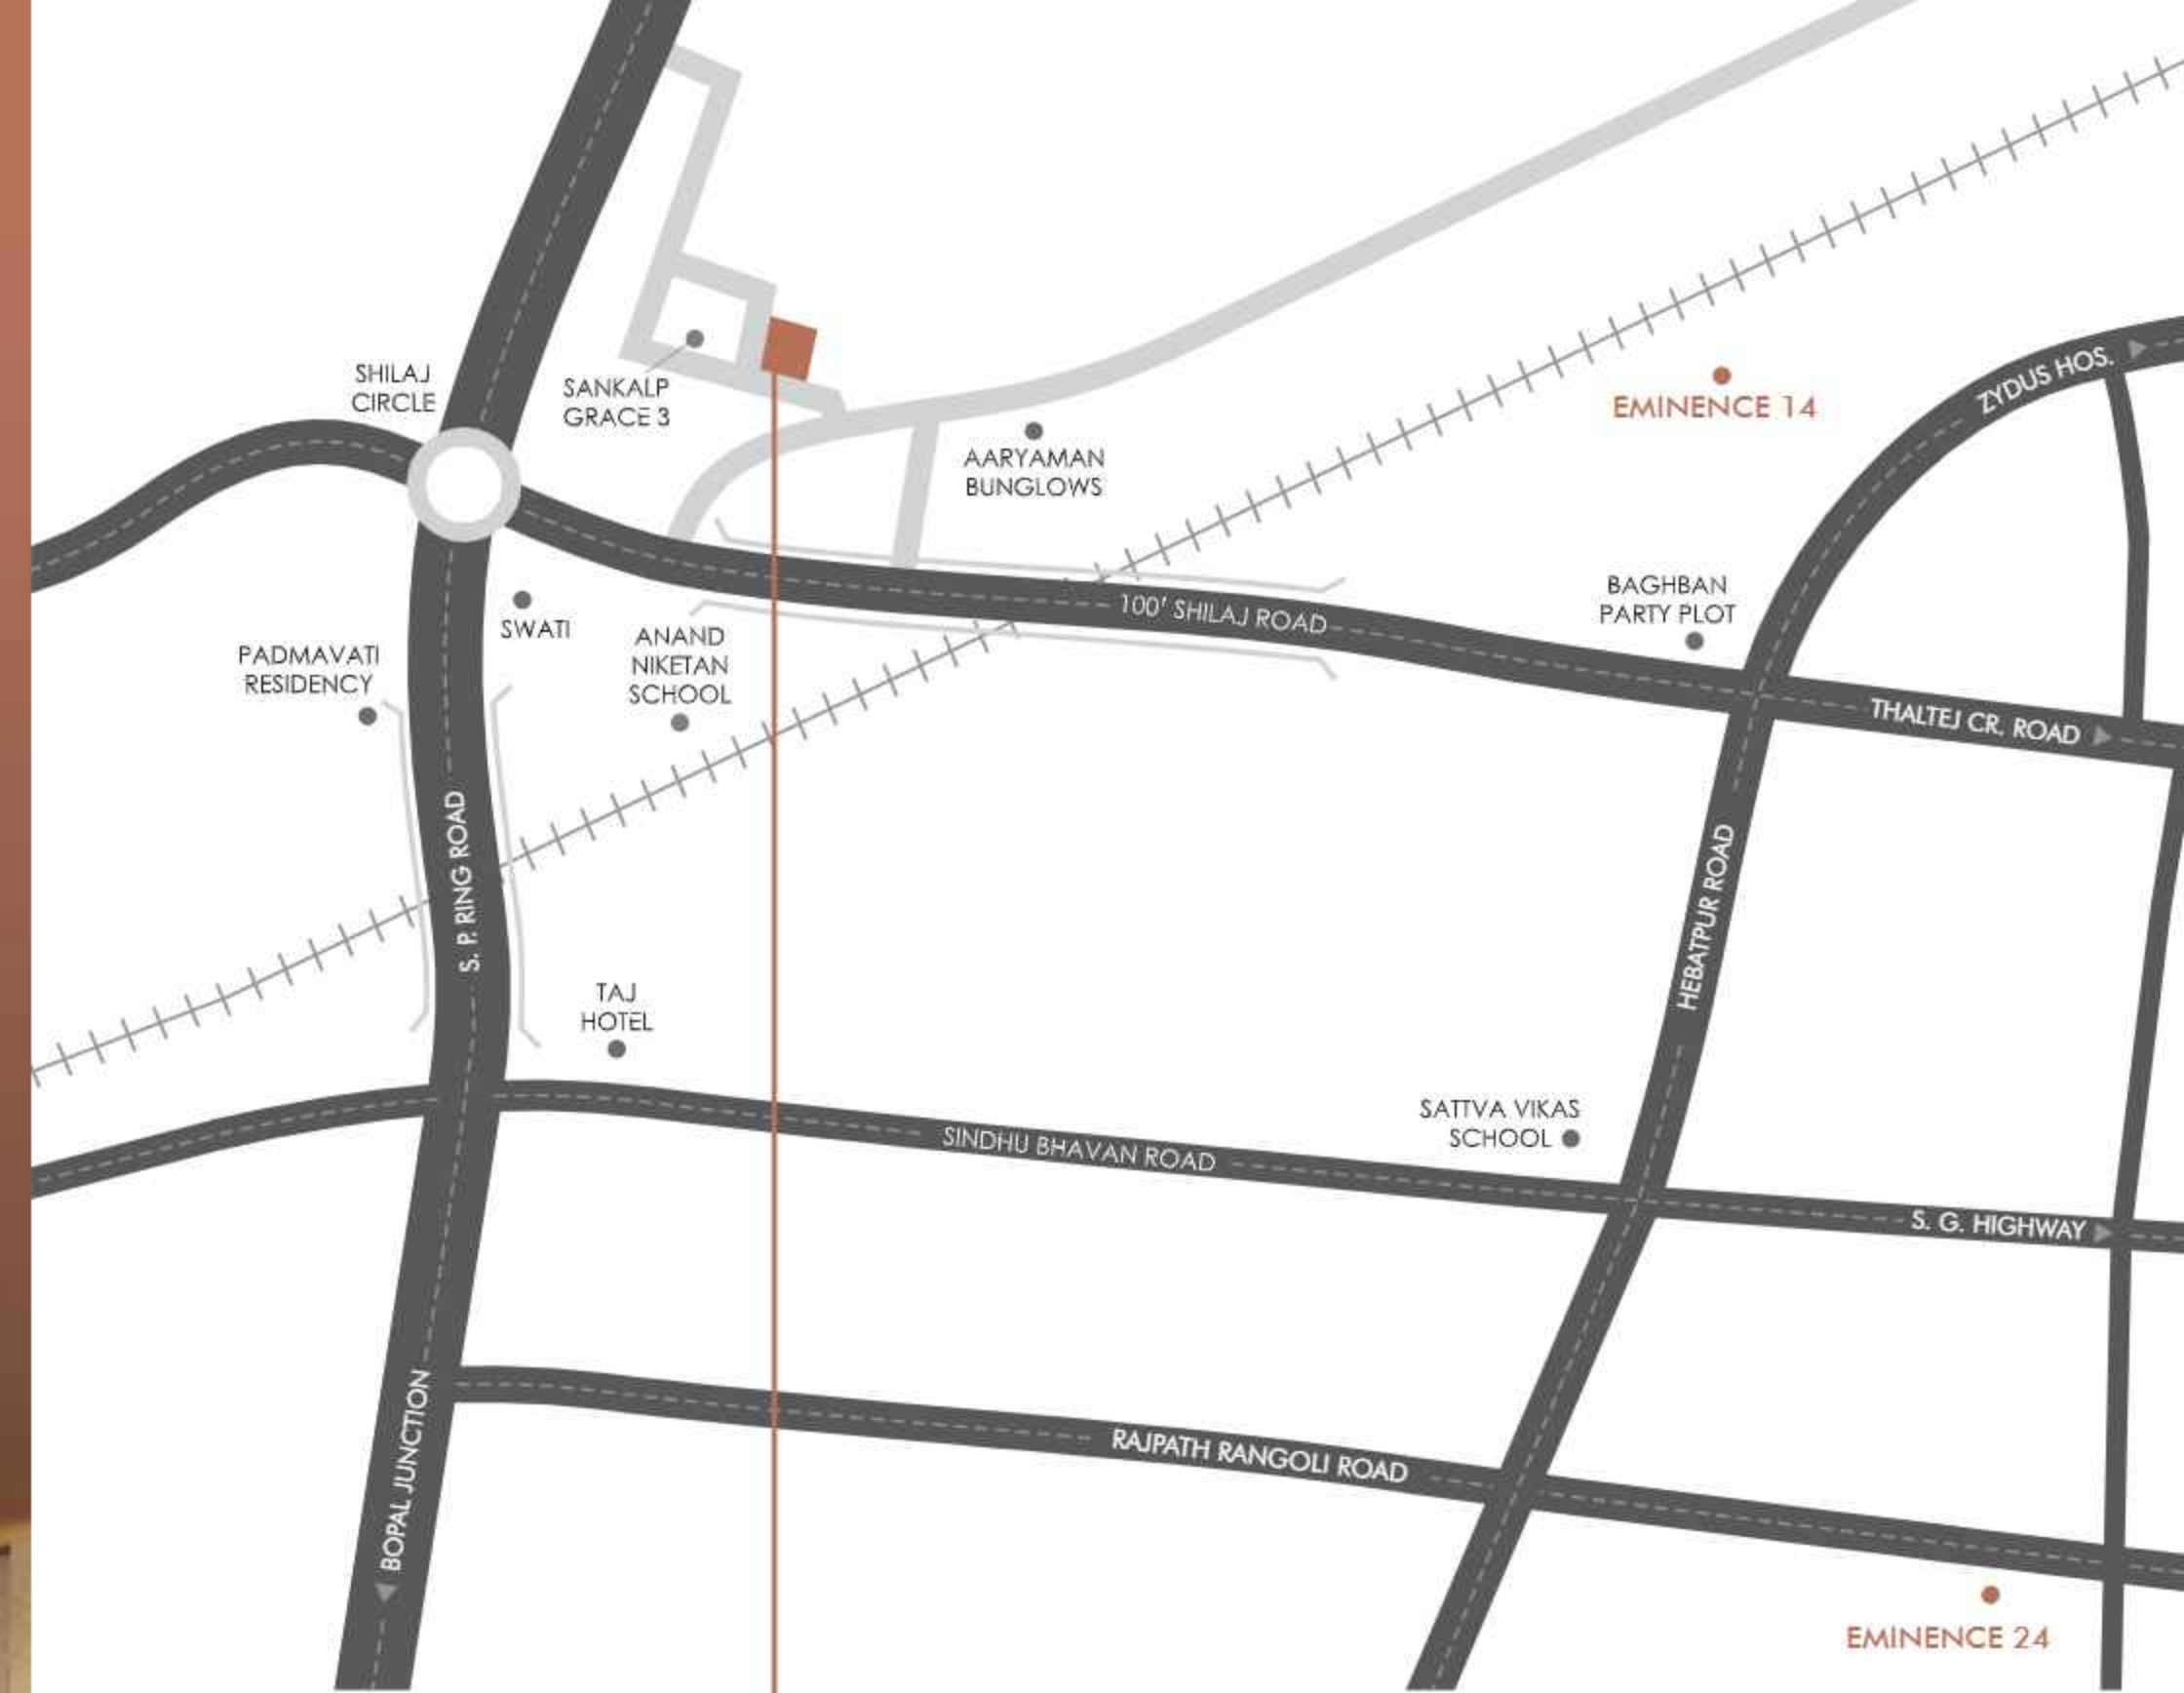 SHILAJ
CIRCLE
SANKALP
GRACE 3
AARYAMAN
BUNGLOWS
EMINENCE 14
ZYDUS HOS.
SWATI
PADMAVATI
RESIDENCY
ANAND
NIKETAN
SCHOOL
100' SHILAJ ROAD
BAGHBAN
PARTY PLOT
THALTEJ CR. ROAD
S. P. RING ROAD
HEBATPUR ROAD
TAJ
HOTEL
SINDHU BHAVAN ROAD
SATTVA VIKAS
SCHOOL
S. G. HIGHWAY
BOPAL JUNCTION
RAJPATH RANGOLI ROAD
EMINENCE 24